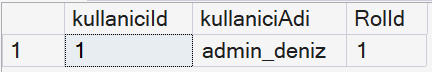 kullaniciId kullaniciAdi RolId
1 1 admin_deniz 1